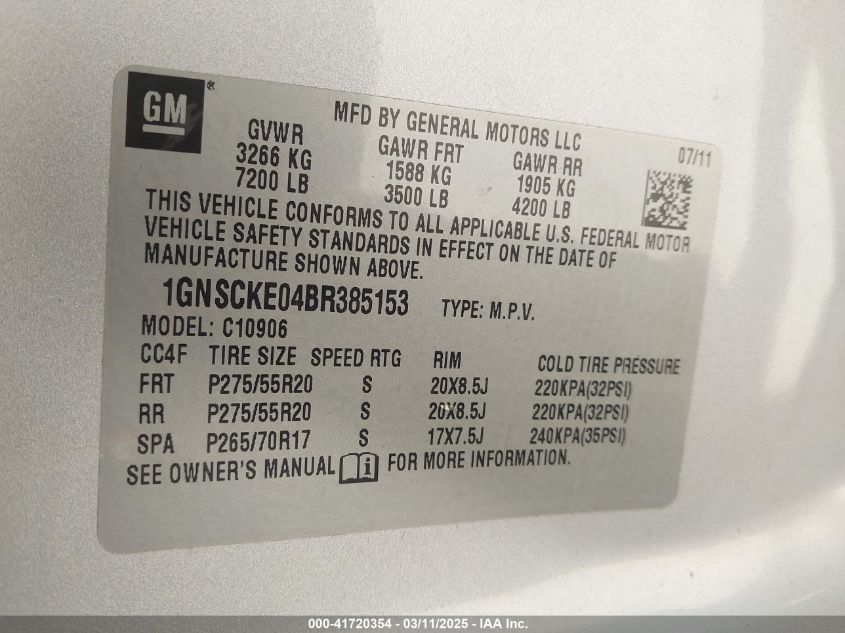 GM ®
MFD BY GENERAL MOTORS LLC
07/11
GVWR GAWR FRT GAWR RR
3266 KG 1588 KG 1905 KG
7200 LB 3500 LB 4200 LB
THIS VEHICLE CONFORMS TO ALL APPLICABLE U.S. FEDERAL MOTOR
VEHICLE SAFETY STANDARDS IN EFFECT ON THE DATE OF
MANUFACTURE SHOWN ABOVE.
1GNSCKE04BR385153 TYPE: M.P.V.
MODEL: C10906
CC4F TIRE SIZE SPEED RTG RIM COLD TIRE PRESSURE
FRT P275/55R20 S 20X8.5J 220KPA(32PSI)
RR P275/55R20 S 20X8.5J 220KPA(32PSI)
SPA P265/70R17 S 17X7.5J 240KPA(35PSI)
SEE OWNER'S MANUAL i FOR MORE INFORMATION.
000-41720354 - 03/11/2025 - IAA Inc.